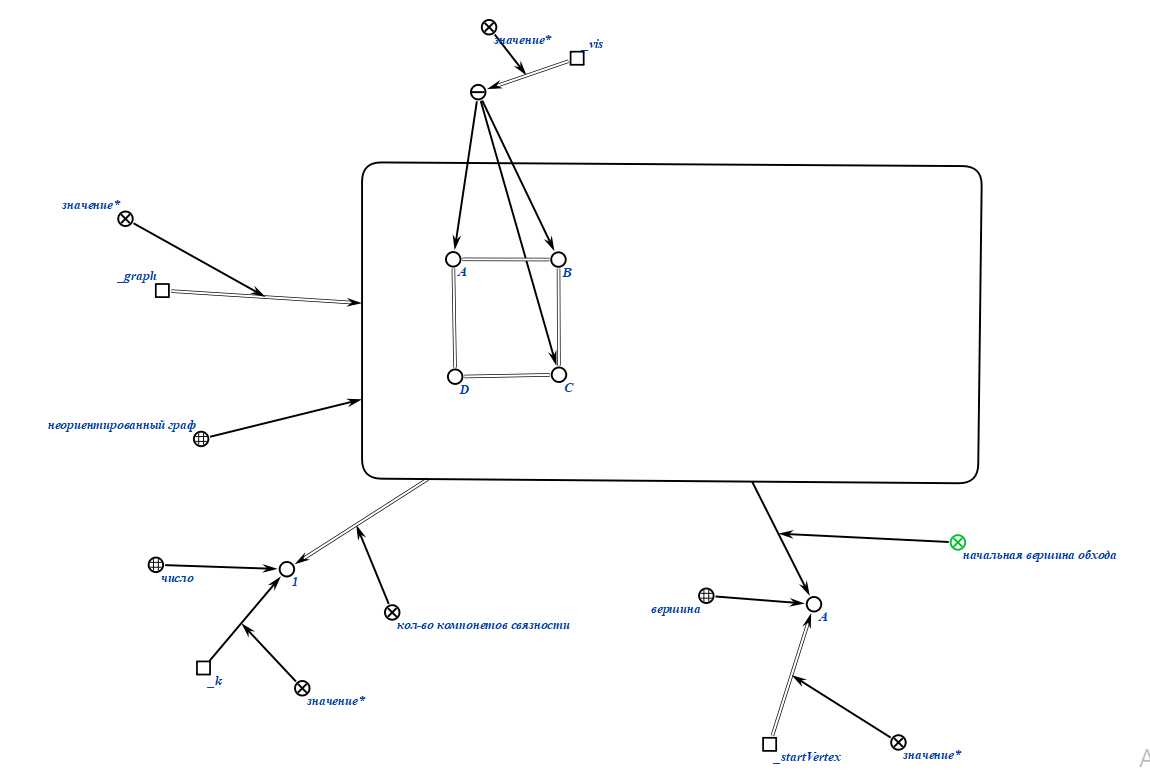 значение*
_vis
значение*
_graph
A
B
D
C
неориентированный граф
начальная вершина обхода
число
1
кол-во компонетов связности
вершина
A
_k
значение*
_startVertex
значение*
A